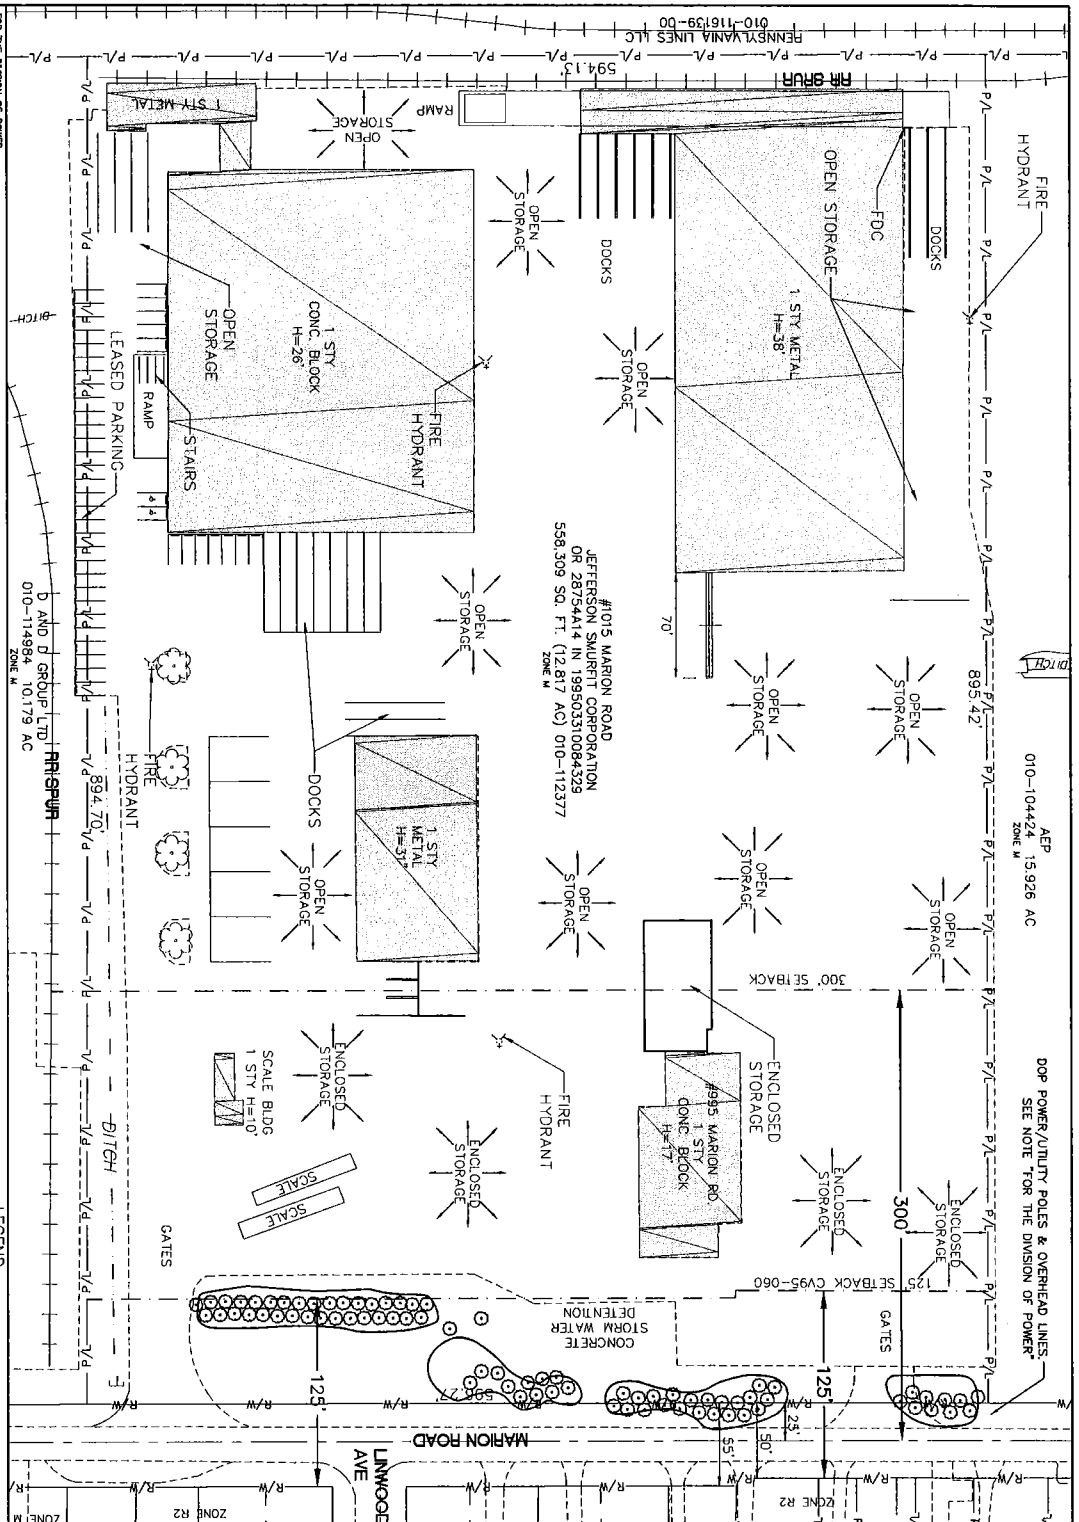 PENNSYLVANIA LINES LLC
010-116139-00
P/L P/L P/L P/L P/L P/L P/L P/L P/L
594.13'
RR SPUR
1 STY METAL
OPEN
STORAGE
RAMP
OPEN
STORAGE
DOCKS
OPEN STORAGE
FDC
DOCKS
FIRE
HYDRANT
1 STY METAL
H=38'
OPEN
STORAGE
1 STY
CONC. BLOCK
H=26'
OPEN
STORAGE
DITCH
LEASED PARKING
RAMP
STAIRS
FIRE
HYDRANT
#1015 MARION ROAD
JEFFERSON SMURFIT CORPORATION
OR 28754A14 IN 199503310084329
558,309 SQ. FT. (12.817 AC) 010-112377
ZONE M
70'
OPEN
STORAGE
OPEN
STORAGE
OPEN
STORAGE
895.42'
DITCH
AEP
010-104424 15.926 AC
ZONE M
D AND D GROUP LTD
010-114984 10.179 AC
ZONE M
RR SPUR
894.70'
FIRE
HYDRANT
DOCKS
1 STY
METAL
H=31'
OPEN
STORAGE
OPEN
STORAGE
OPEN
STORAGE
OPEN
STORAGE
300' SETBACK
ENCLOSED
STORAGE
ENCLOSED
STORAGE
FIRE
HYDRANT
SCALE BLDG
1 STY H=10'
SCALE
SCALE
ENCLOSED
STORAGE
#995 MARION RD
1 STY
CONC BLOCK
H=17'
ENCLOSED
STORAGE
ENCLOSED
STORAGE
300'
DOP POWER/UTILITY POLES & OVERHEAD LINES.
SEE NOTE "FOR THE DIVISION OF POWER"
DITCH
GATES
125' SETBACK CV95-060
CONCRETE
STORM WATER
DETENTION
GATES
125'
596.27'
125'
25'
50'
55'
R/W R/W R/W R/W R/W R/W
MARION ROAD
LINWOOD
AVE
R/W R/W R/W R/W R/W
ZONE M
ZONE R2
ZONE R2
LEGEND